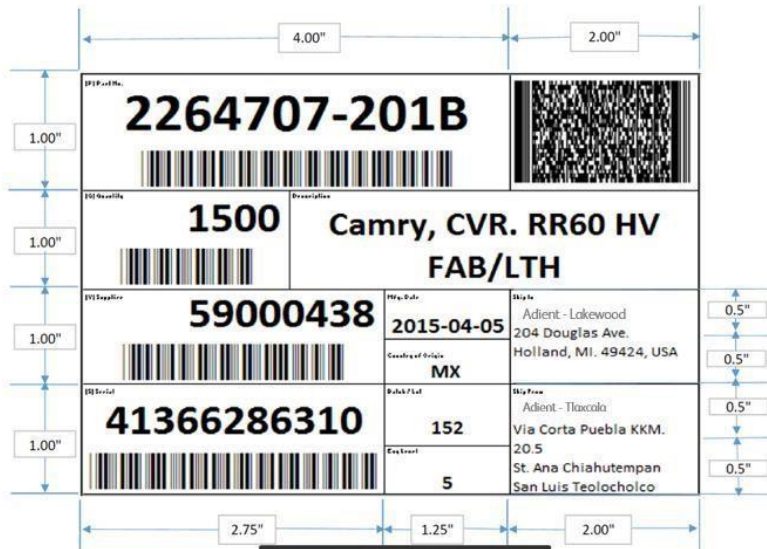 4.00"
2.00"
1.00"
[P] Part No.
2264707-201B
1.00"
[Q] Quantity
1500
Description
Camry, CVR. RR60 HV
FAB/LTH
1.00"
[V] Supplier
59000438
Mfg. Date
2015-04-05
Country of Origin
MX
Ship To
Adient - Lakewood
204 Douglas Ave.
Holland, MI. 49424, USA
0.5"
0.5"
1.00"
[S] Serial
41366286310
Batch / Lot
152
Eng Level
5
Ship From
Adient - Tlaxcala
Via Corta Puebla KKM.
20.5
St. Ana Chiahutempan
San Luis Teolocholco
0.5"
0.5"
2.75"
1.25"
2.00"